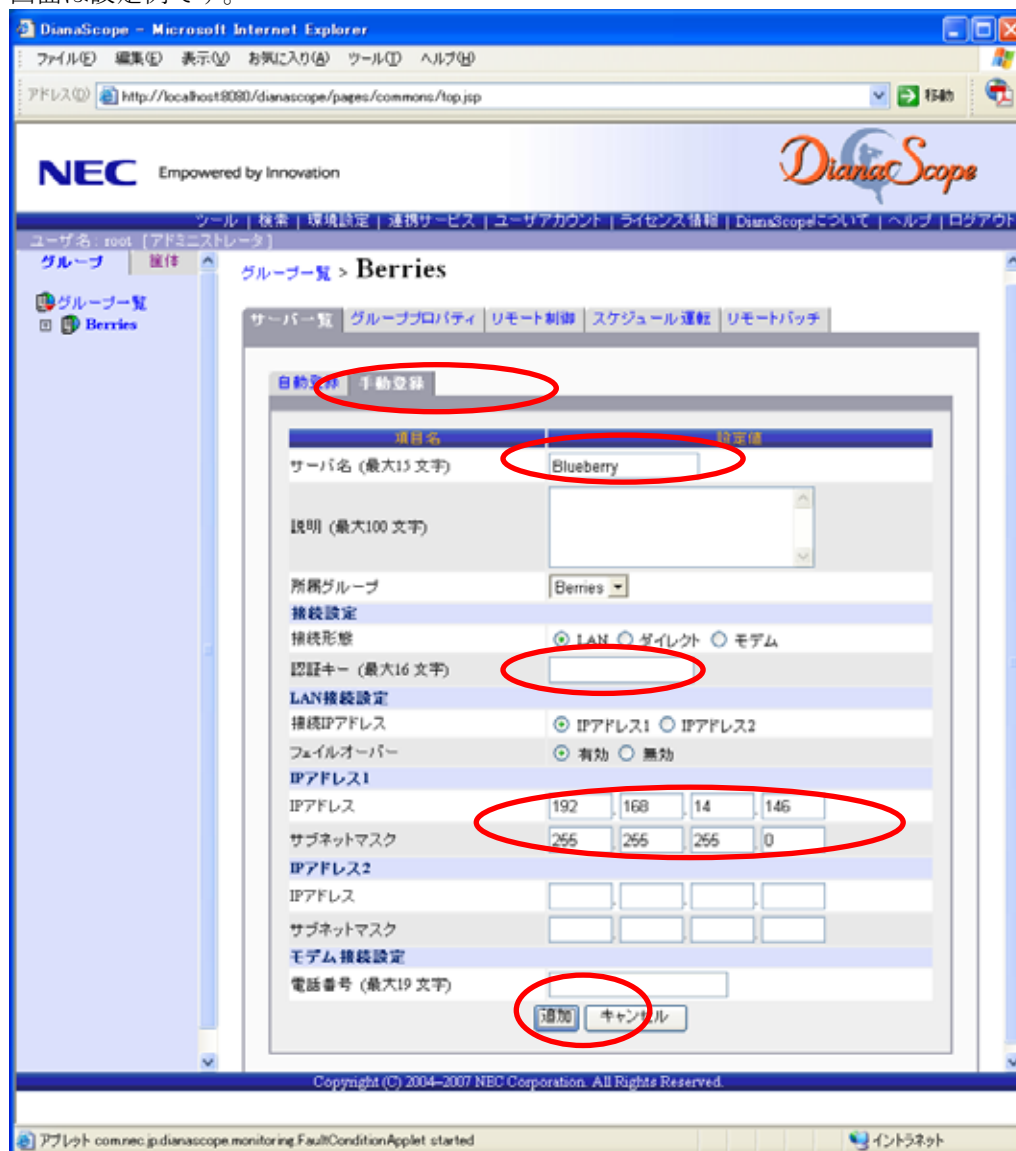 画面は設定例です。
DianaScope - Microsoft Internet Explorer
ファイル(F) 編集(E) 表示(V) お気に入り(A) ツール(T) ヘルプ(H)
アドレス(D) http://localhost:8080/dianascope/pages/commons/top.jsp 移動
NEC Empowered by Innovation DianaScope
ツール | 検索 | 環境設定 | 連携サービス | ユーザアカウント | ライセンス情報 | DianaScopeについて | ヘルプ | ログアウト
ユーザ名 : root [アドミニストレータ]
グループ 筐体
グループ一覧 > Berries
グループ一覧
Berries
サーバ一覧 グループプロパティ リモート制御 スケジュール運転 リモートバッチ
自動登録 手動登録
項目名 設定値
サーバ名 (最大15 文字) Blueberry
説明 (最大100 文字)
所属グループ Berries
接続設定
接続形態 LAN ダイレクト モデム
認証キー (最大16 文字)
LAN接続設定
接続IPアドレス IPアドレス1 IPアドレス2
フェイルオーバー 有効 無効
IPアドレス1
IPアドレス 192 . 168 . 14 . 146
サブネットマスク 255 . 255 . 255 . 0
IPアドレス2
IPアドレス . . .
サブネットマスク . . .
モデム接続設定
電話番号 (最大19 文字)
追加 キャンセル
Copyright (C) 2004-2007 NEC Corporation. All Rights Reserved.
アプレット com.nec.jp.dianascope.monitoring.FaultConditionApplet started イントラネット